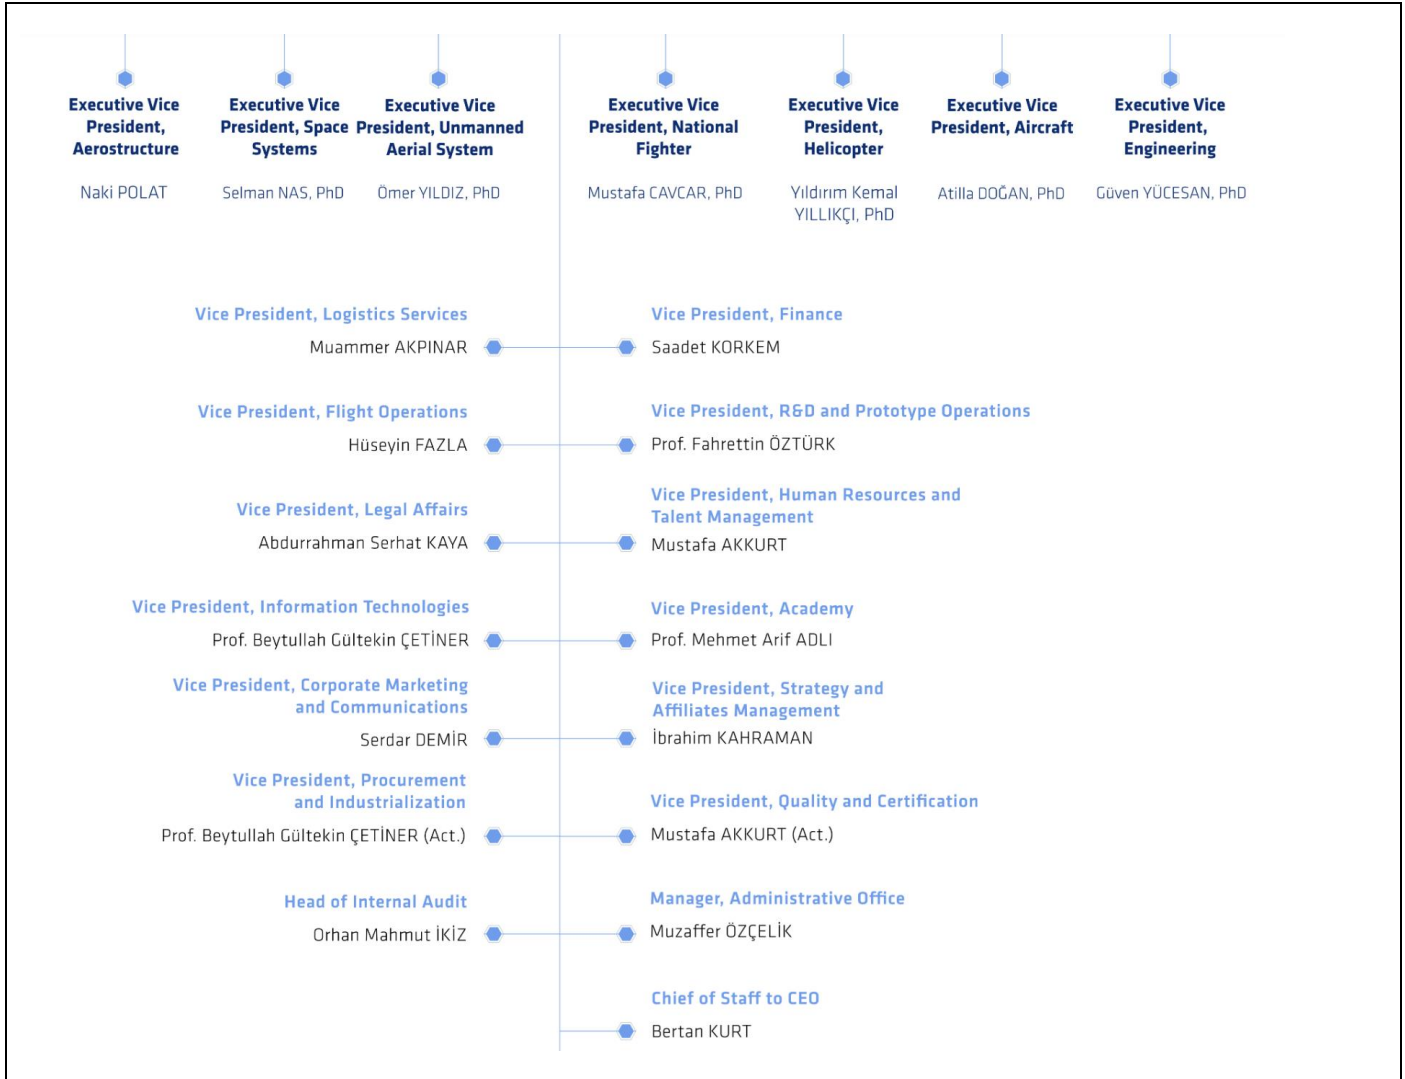 Executive Vice
President,
Aerostructure
Naki POLAT
Executive Vice
President, Space
Systems
Selman NAS, PhD
Executive Vice
President, Unmanned
Aerial System
Ömer YILDIZ, PhD
Executive Vice
President, National
Fighter
Mustafa CAVCAR, PhD
Executive Vice
President,
Helicopter
Yıldırım Kemal
YILLIKÇI, PhD
Executive Vice
President, Aircraft
Atilla DOĞAN, PhD
Executive Vice
President,
Engineering
Güven YÜCESAN, PhD
Vice President, Logistics Services
Muammer AKPINAR
Vice President, Finance
Saadet KORKEM
Vice President, Flight Operations
Hüseyin FAZLA
Vice President, R&D and Prototype Operations
Prof. Fahrettin ÖZTÜRK
Vice President, Legal Affairs
Abdurrahman Serhat KAYA
Vice President, Human Resources and
Talent Management
Mustafa AKKURT
Vice President, Information Technologies
Prof. Beytullah Gültekin ÇETİNER
Vice President, Academy
Prof. Mehmet Arif ADLI
Vice President, Corporate Marketing
and Communications
Serdar DEMİR
Vice President, Strategy and
Affiliates Management
İbrahim KAHRAMAN
Vice President, Procurement
and Industrialization
Prof. Beytullah Gültekin ÇETİNER (Act.)
Vice President, Quality and Certification
Mustafa AKKURT (Act.)
Head of Internal Audit
Orhan Mahmut İKİZ
Manager, Administrative Office
Muzaffer ÖZÇELİK
Chief of Staff to CEO
Bertan KURT